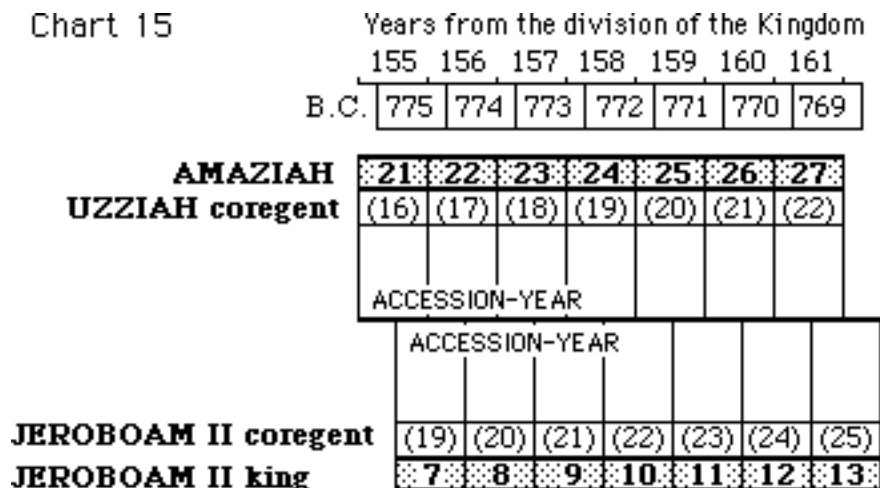 Chart 15 Years from the division of the Kingdom
155 156 157 158 159 160 161
B.C. 775 774 773 772 771 770 769
AMAZIAH 21 22 23 24 25 26 27
UZZIAH coregent (16) (17) (18) (19) (20) (21) (22)
ACCESSION-YEAR
ACCESSION-YEAR
JEROBOAM II coregent (19) (20) (21) (22) (23) (24) (25)
JEROBOAM II king 7 8 9 10 11 12 13